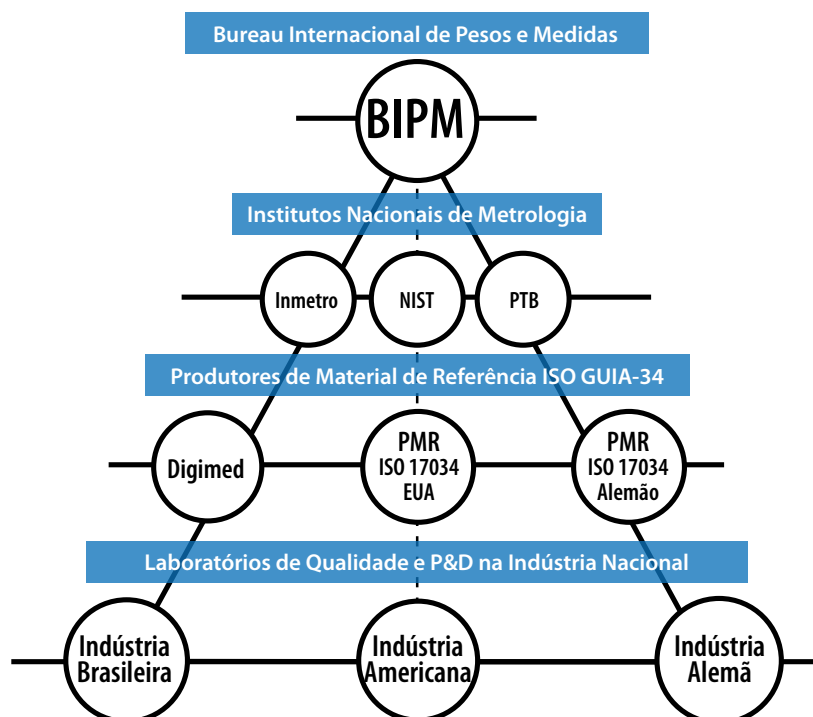 Bureau Internacional de Pesos e Medidas
BIPM
Institutos Nacionais de Metrologia
Inmetro
NIST
PTB
Produtores de Material de Referência ISO GUIA-34
Digimed
PMR
ISO 17034
EUA
PMR
ISO 17034
Alemão
Laboratórios de Qualidade e P&D na Indústria Nacional
Indústria
Brasileira
Indústria
Americana
Indústria
Alemã